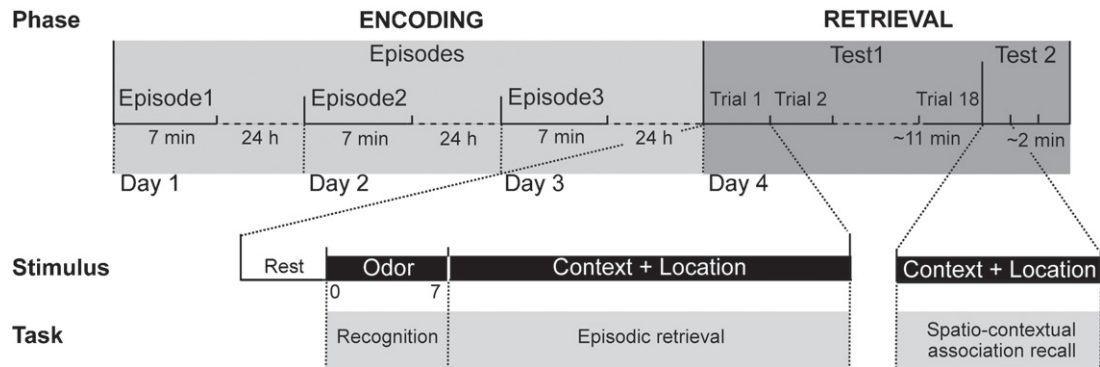 Phase ENCODING RETRIEVAL
Episodes Test1 Test 2
Episode1 Episode2 Episode3 Trial 1 Trial 2 Trial 18
7 min 24 h 7 min 24 h 7 min 24 h ~11 min ~2 min
Day 1 Day 2 Day 3 Day 4
Stimulus Rest Odor Context + Location Context + Location
0 7
Task Recognition Episodic retrieval Spatio-contextual
association recall